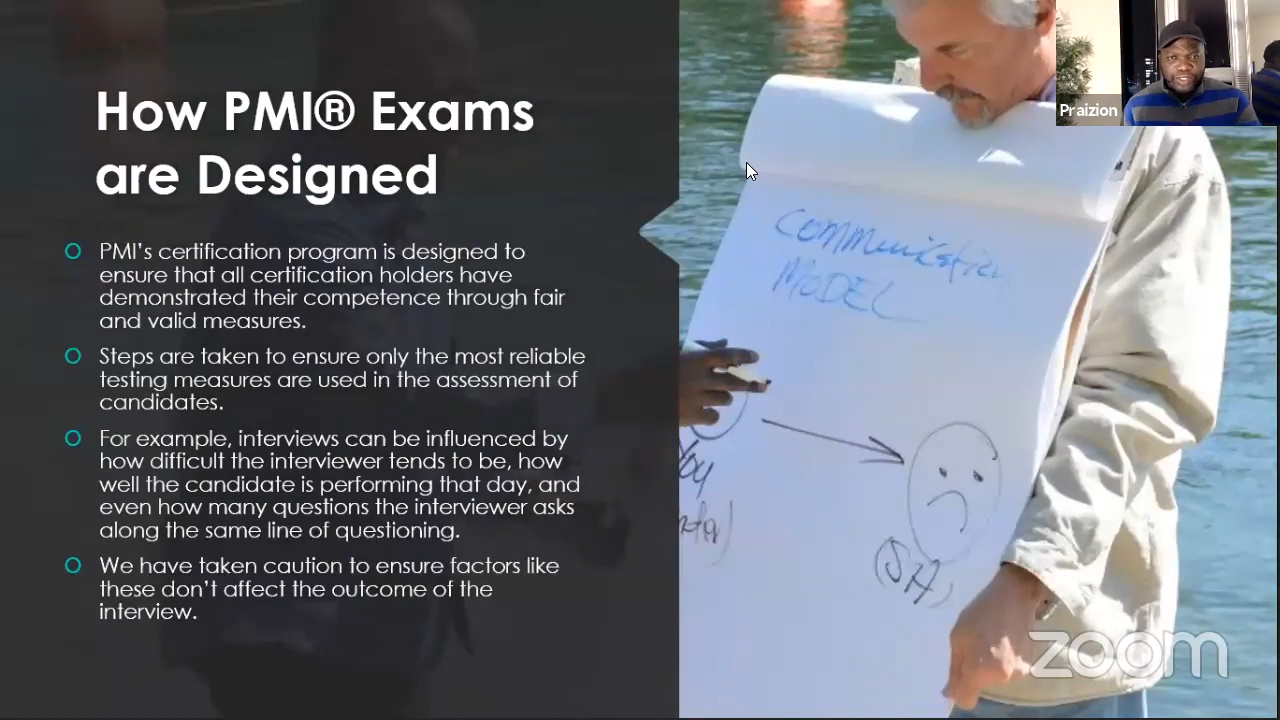 How PMI® Exams
are Designed
PMI's certification program is designed to
ensure that all certification holders have
demonstrated their competence through fair
and valid measures.
Steps are taken to ensure only the most reliable
testing measures are used in the assessment of
candidates.
For example, interviews can be influenced by
how difficult the interviewer tends to be, how
well the candidate is performing that day, and
even how many questions the interviewer asks
along the same line of questioning.
We have taken caution to ensure factors like
these don't affect the outcome of the
interview.
Communication
MODEL
You
(SH)
Praizion
zoom